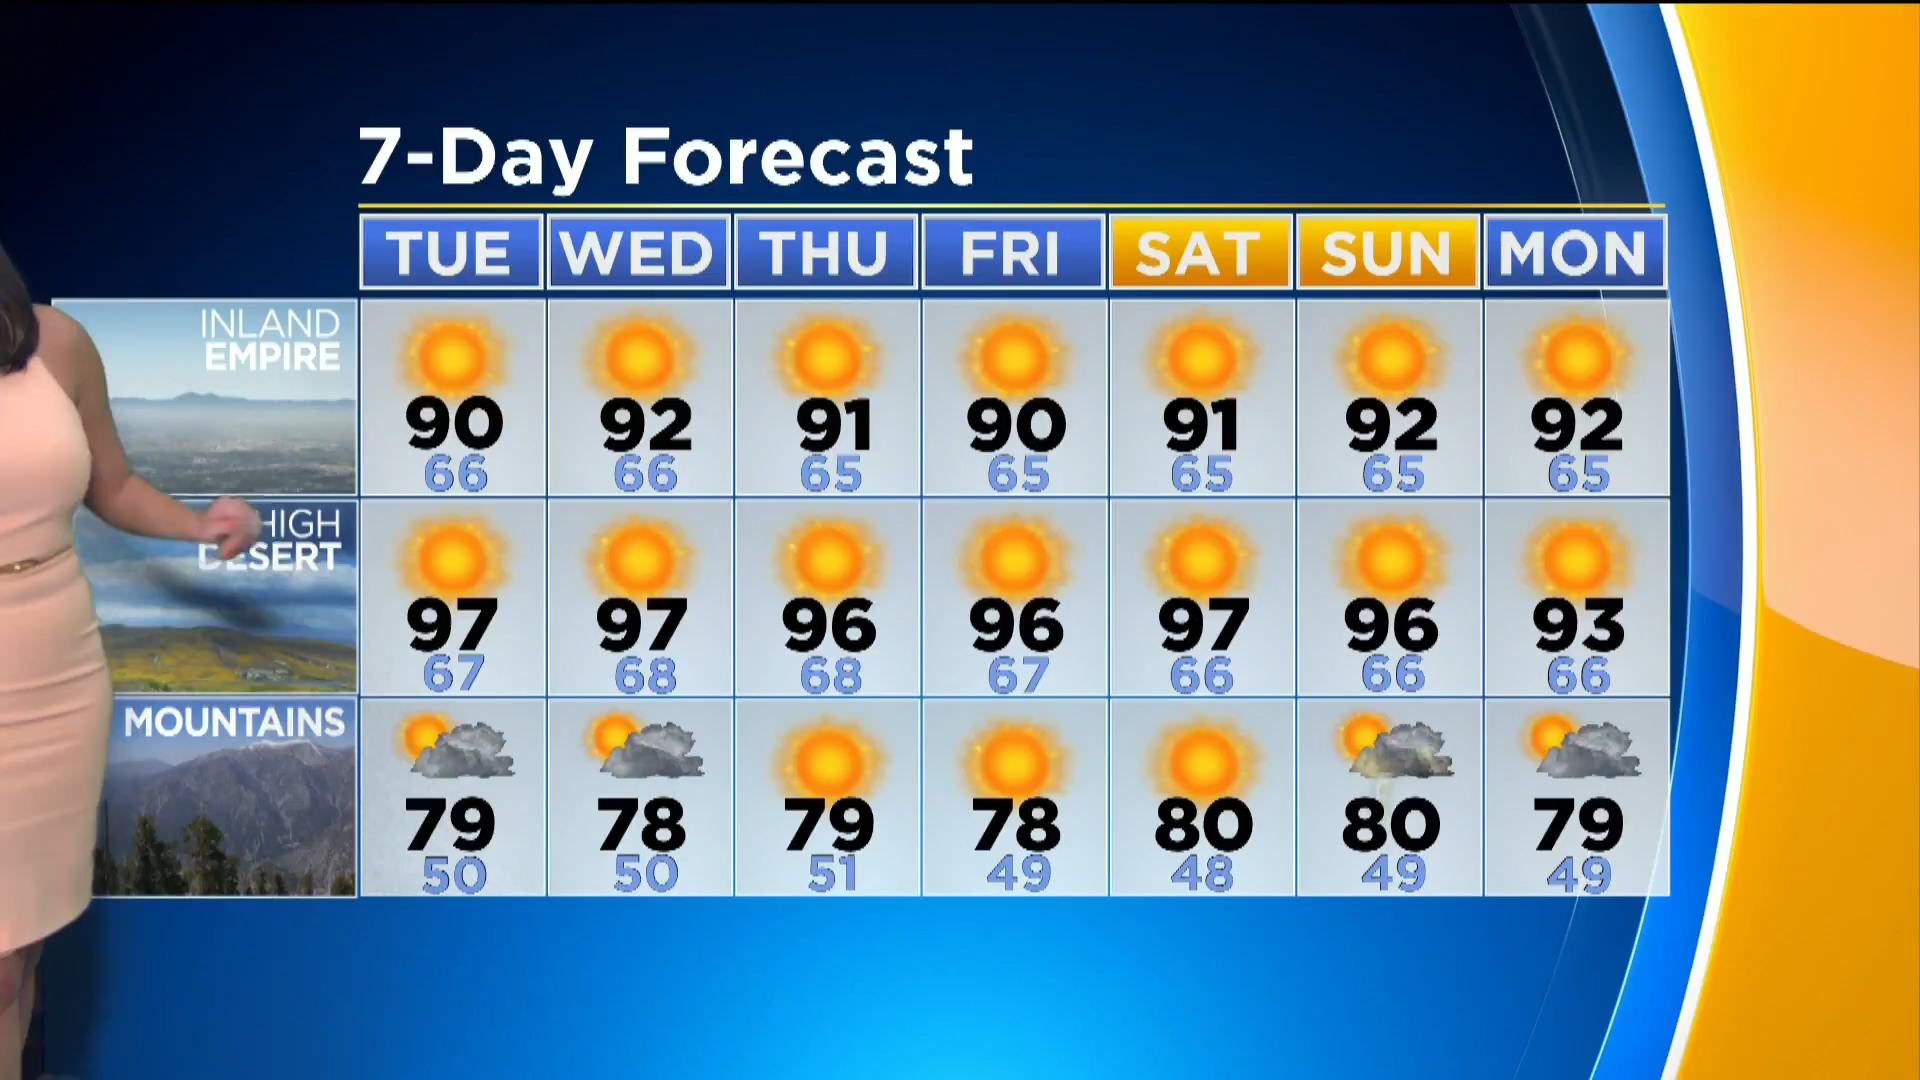 7-Day Forecast
TUE WED THU FRI SAT SUN MON
INLAND
EMPIRE
90 92 91 90 91 92 92
66 66 65 65 65 65 65
HIGH
DESERT
97 97 96 96 97 96 93
67 68 68 67 66 66 66
MOUNTAINS
79 78 79 78 80 80 79
50 50 51 49 48 49 49